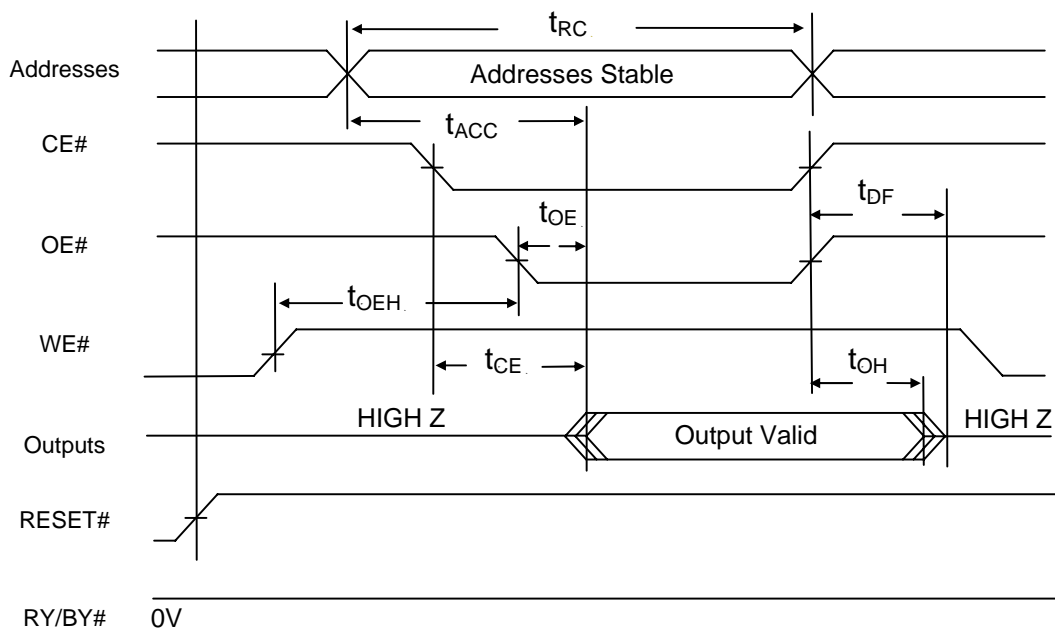 tRC
Addresses
Addresses Stable
tACC
CE#
tDF
tOE
OE#
tOEH
WE#
tCE
tOH
HIGH Z
Output Valid
HIGH Z
Outputs
RESET#
RY/BY#
0V